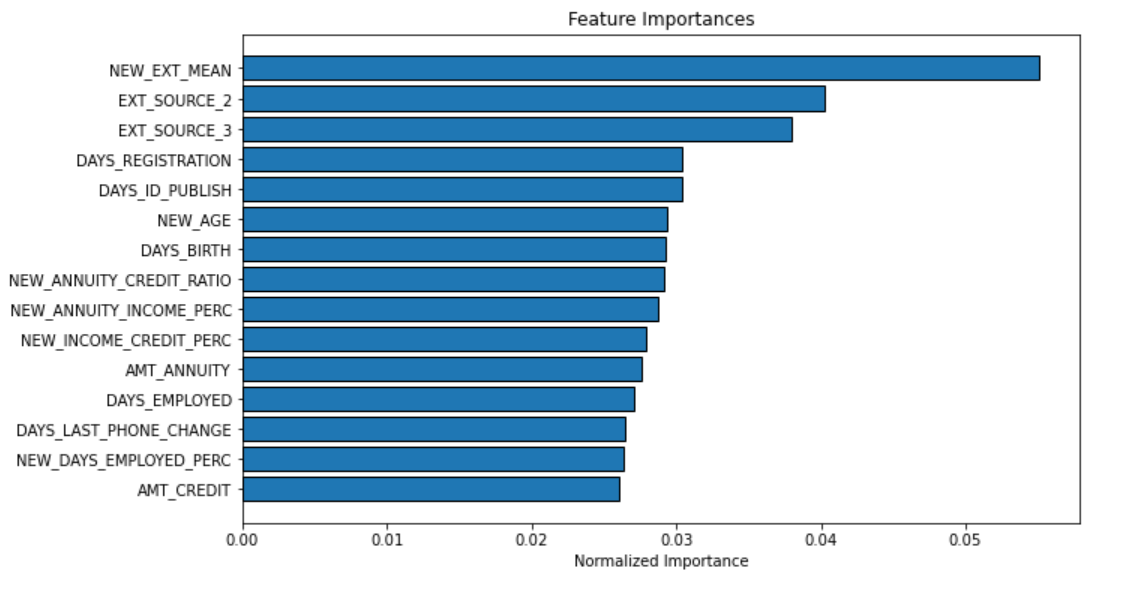 Feature Importances
NEW_EXT_MEAN
EXT_SOURCE_2
EXT_SOURCE_3
DAYS_REGISTRATION
DAYS_ID_PUBLISH
NEW_AGE
DAYS_BIRTH
NEW_ANNUITY_CREDIT_RATIO
NEW_ANNUITY_INCOME_PERC
NEW_INCOME_CREDIT_PERC
AMT_ANNUITY
DAYS_EMPLOYED
DAYS_LAST_PHONE_CHANGE
NEW_DAYS_EMPLOYED_PERC
AMT_CREDIT
0.00 0.01 0.02 0.03 0.04 0.05
Normalized Importance